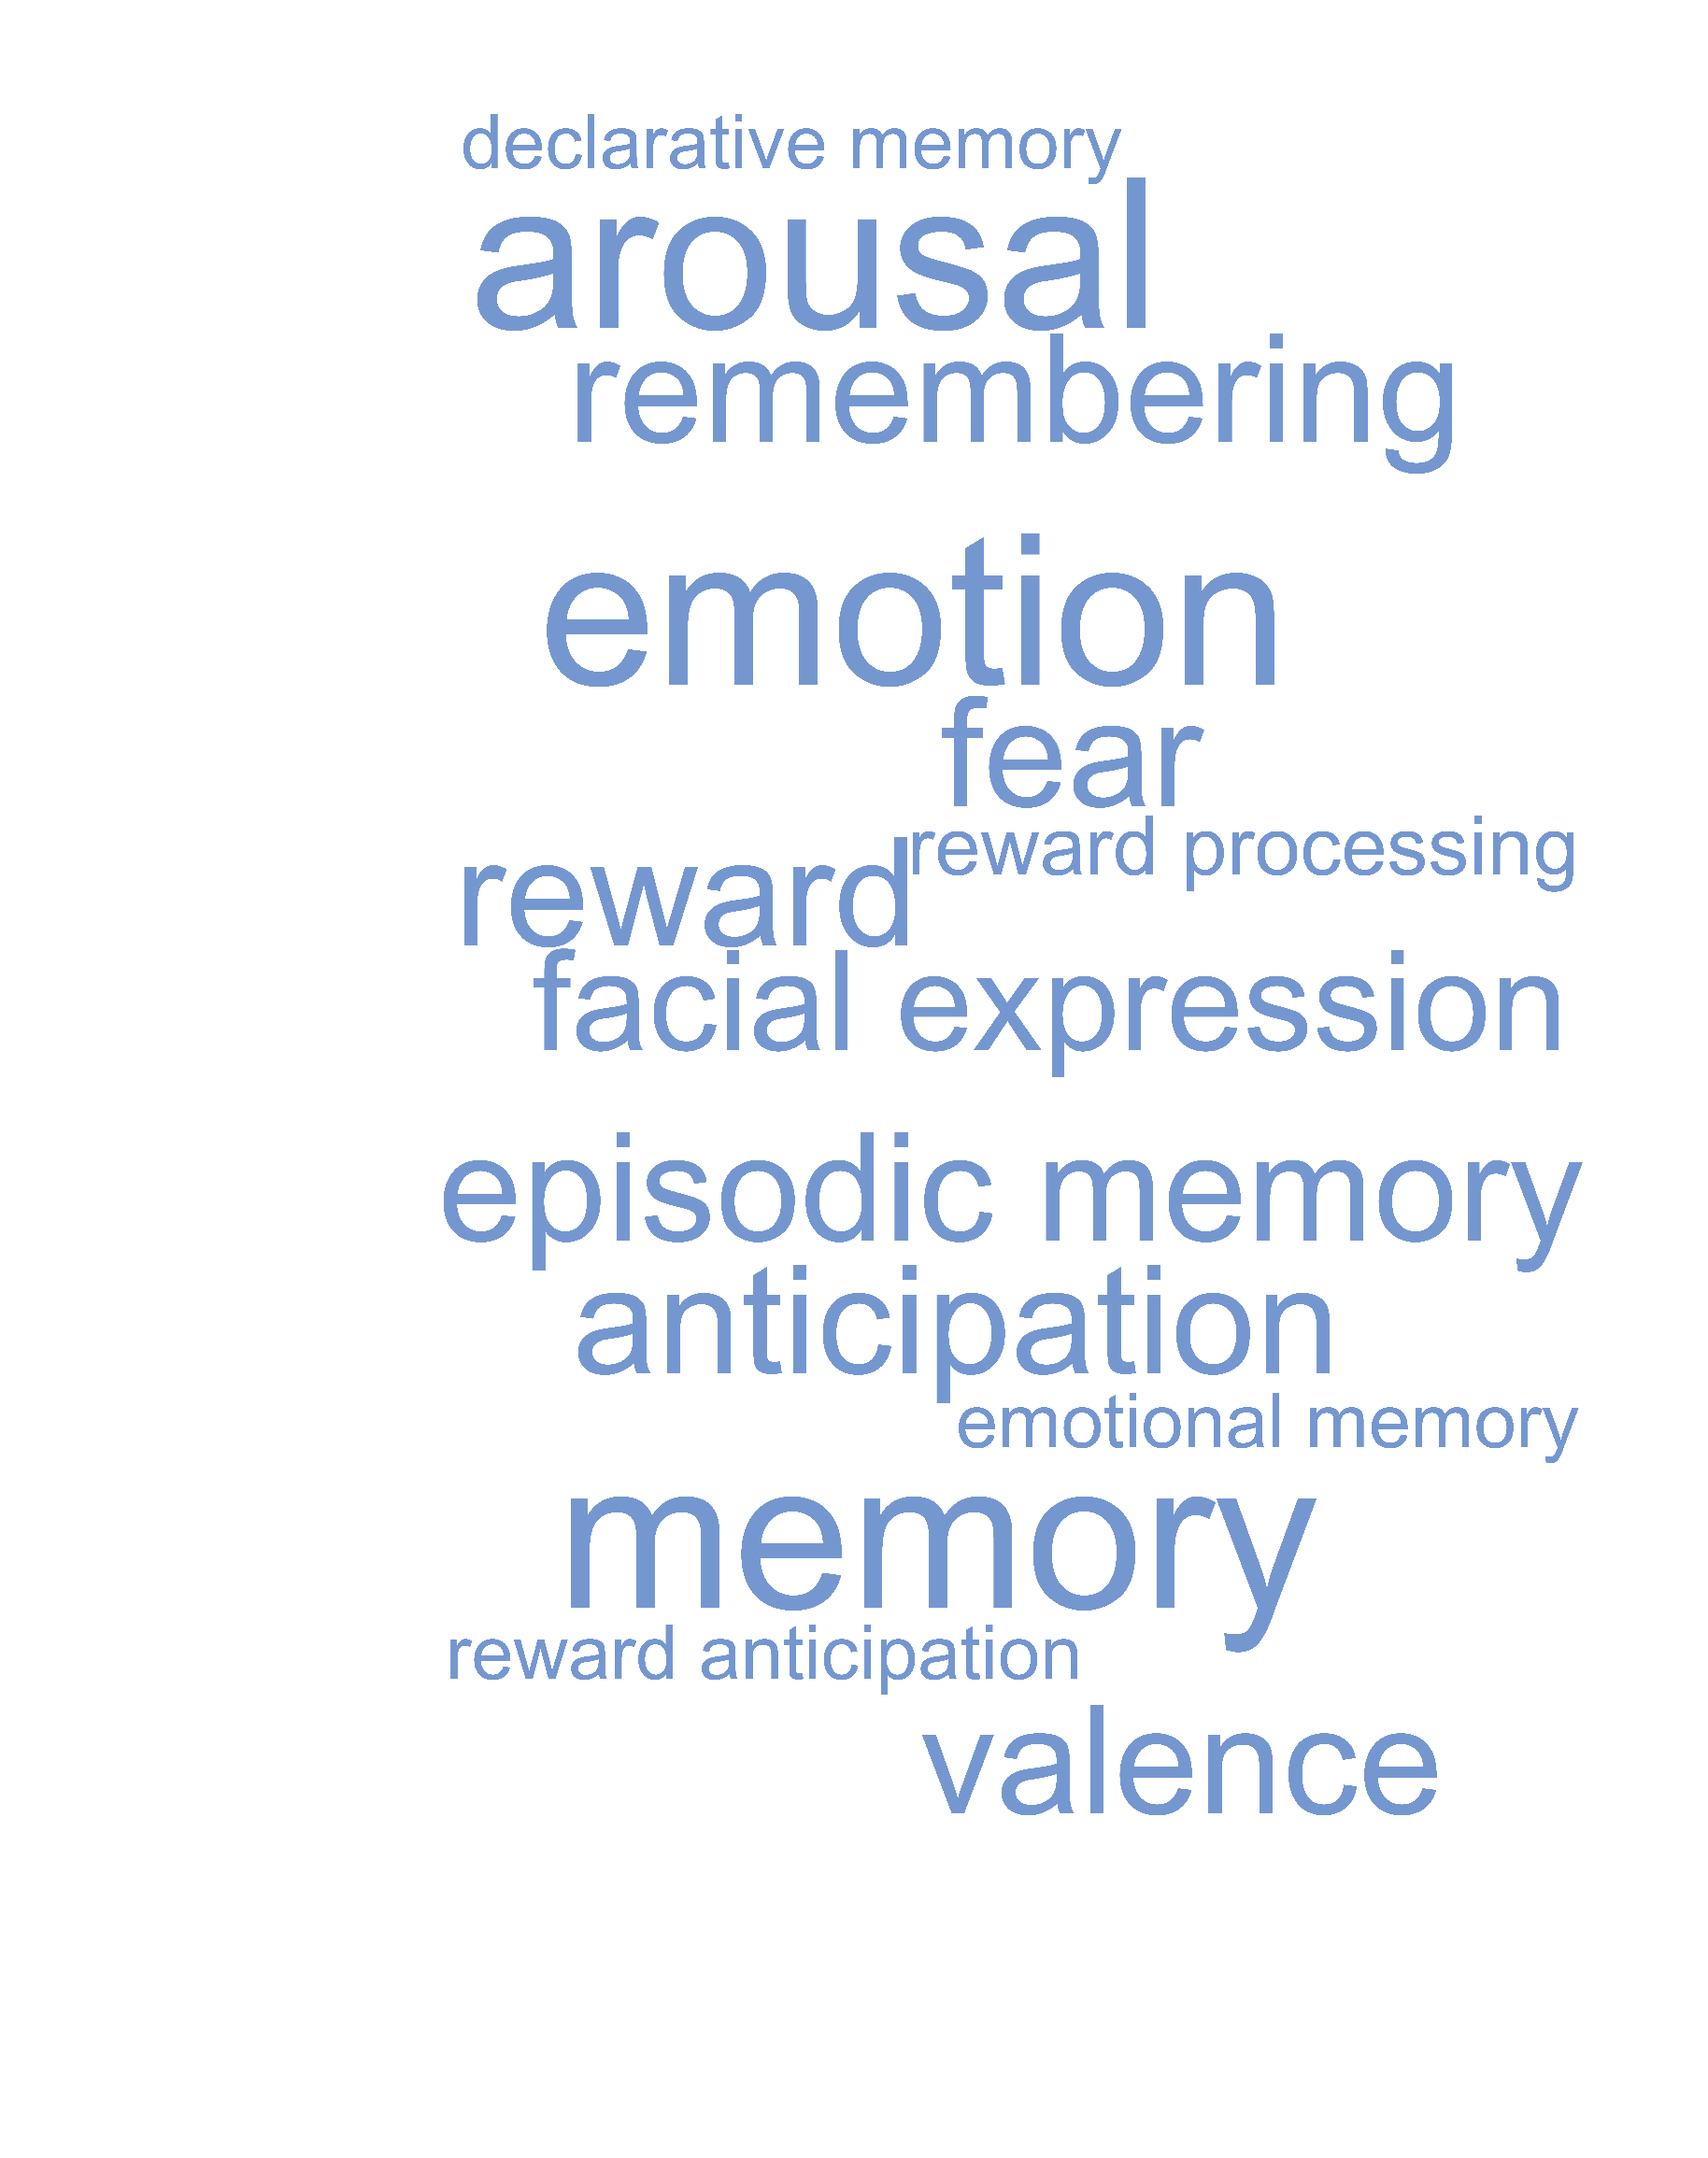 declarative memory
arousal
remembering
emotion
fear
reward processing
reward
facial expression
episodic memory
anticipation
emotional memory
memory
reward anticipation
valence